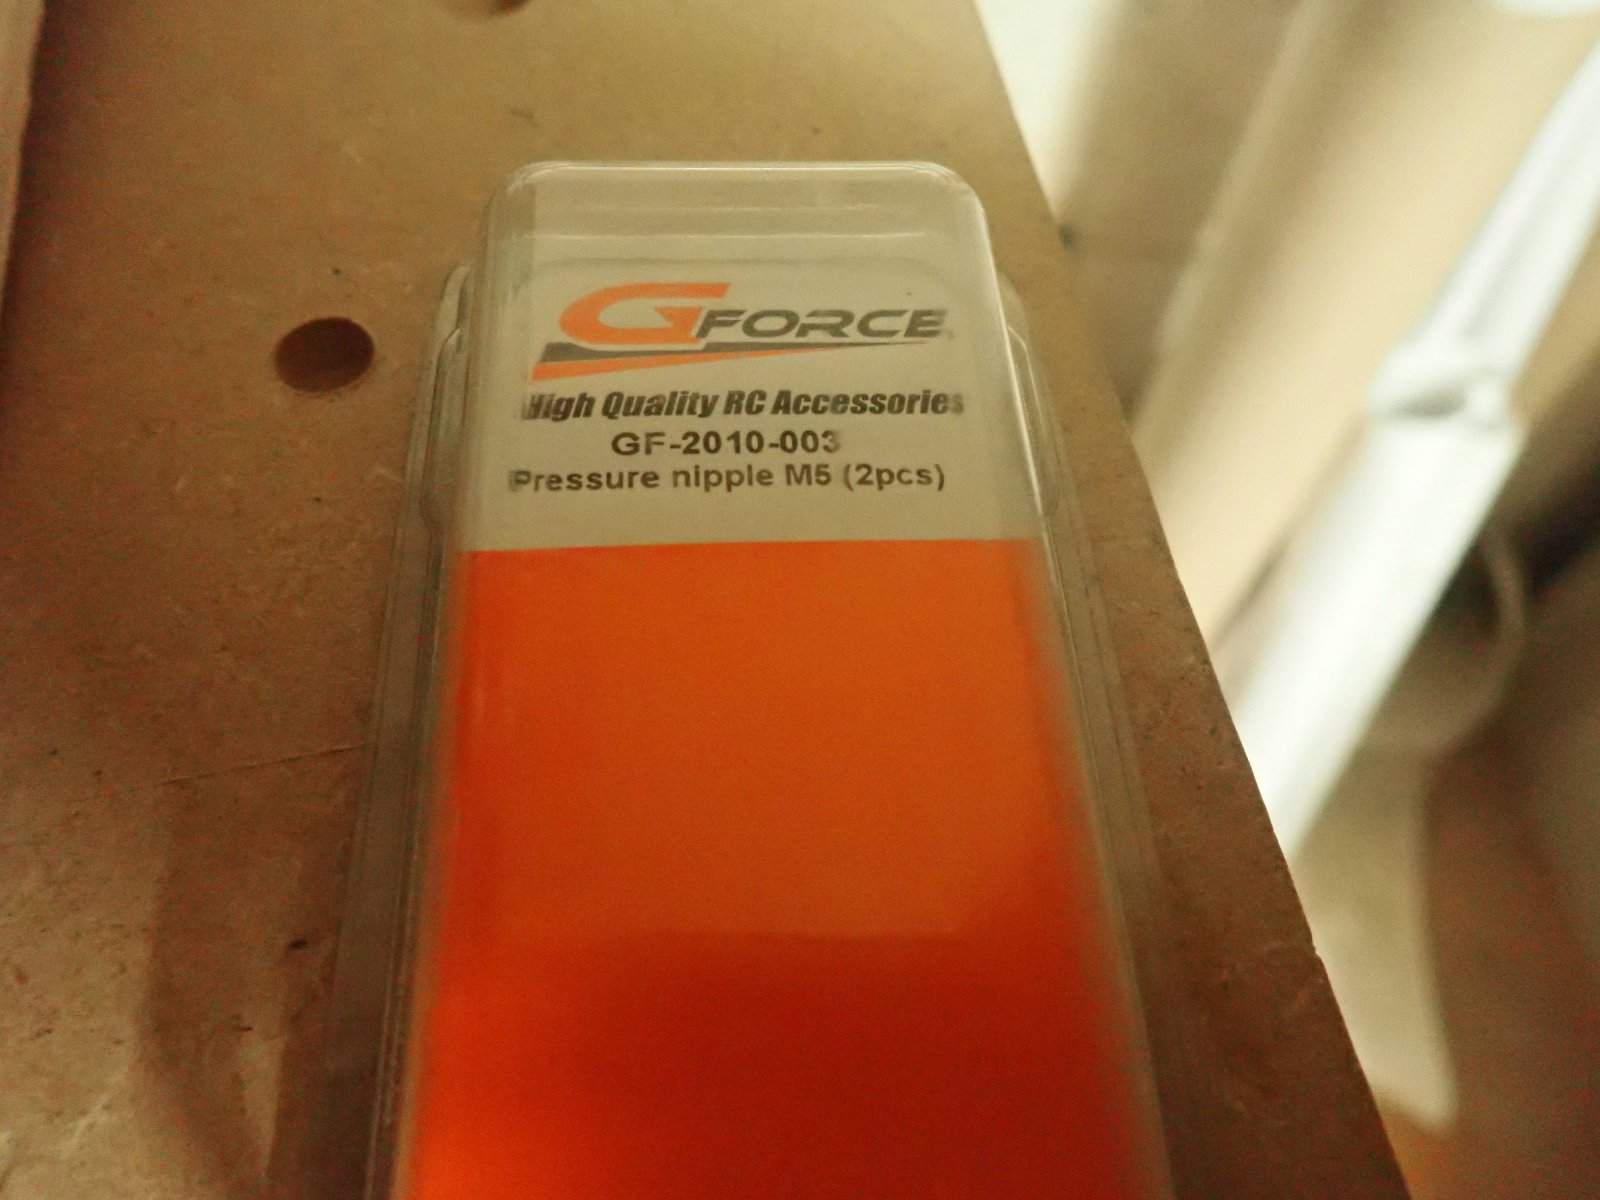 GFORCE
High Quality RC Accessories
GF-2010-003
Pressure nipple M5 (2pcs)